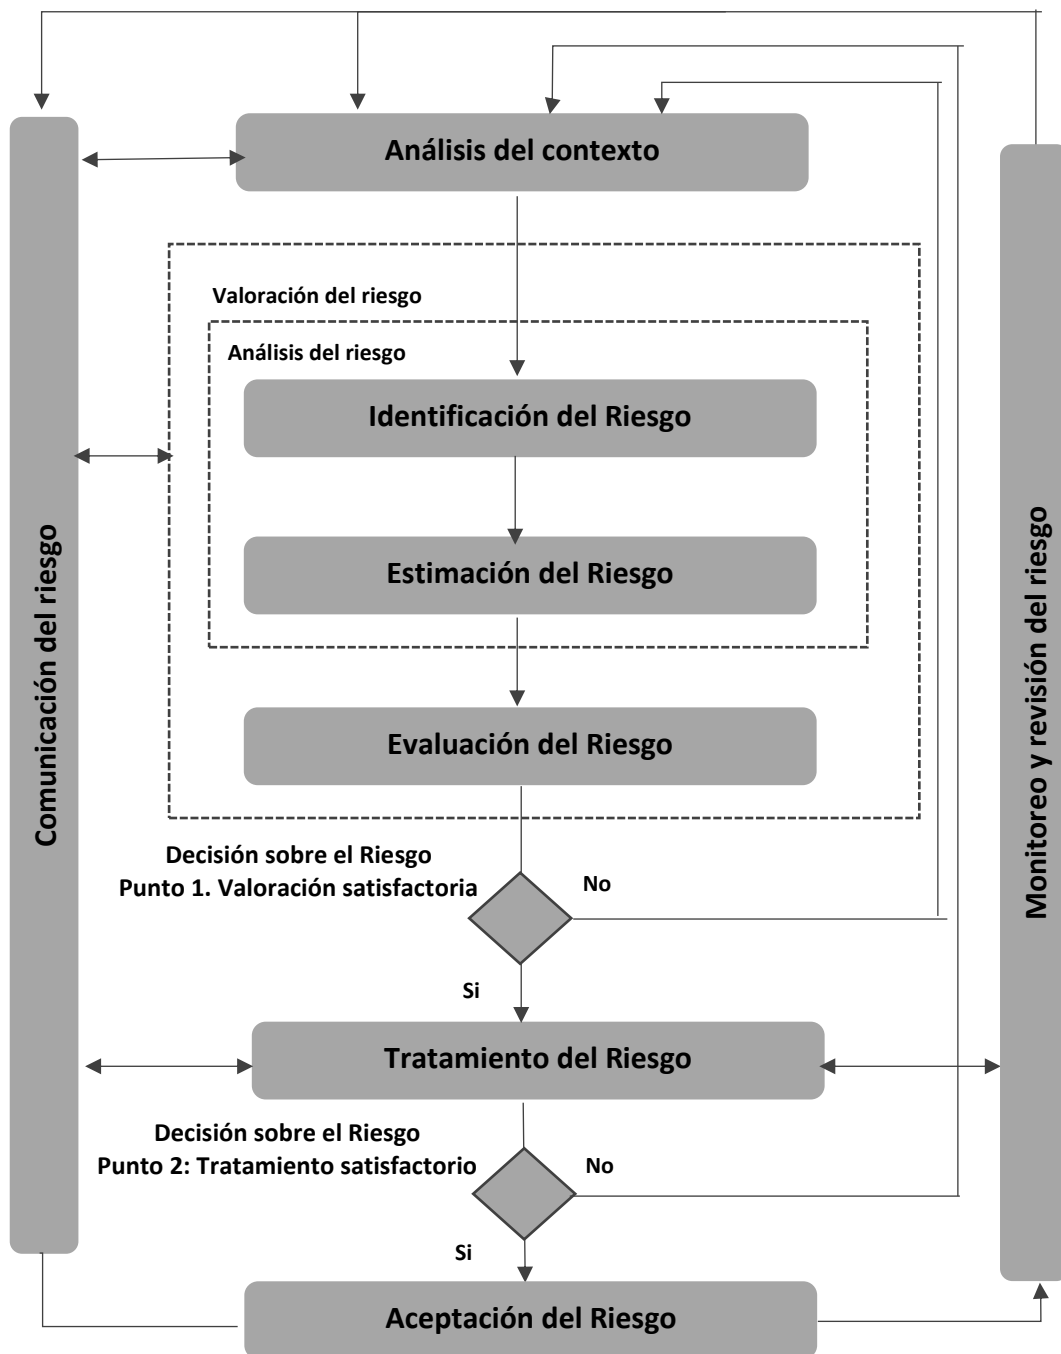 Análisis del contexto
Valoración del riesgo
Análisis del riesgo
Identificación del Riesgo
Estimación del Riesgo
Evaluación del Riesgo
Decisión sobre el Riesgo
Punto 1. Valoración satisfactoria
No
Si
Tratamiento del Riesgo
Decisión sobre el Riesgo
Punto 2: Tratamiento satisfactorio
No
Si
Aceptación del Riesgo
Comunicación del riesgo
Monitoreo y revisión del riesgo